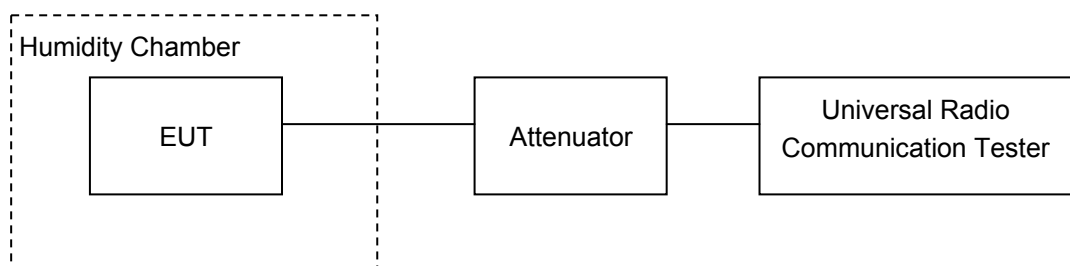 Humidity Chamber
EUT
Attenuator
Universal Radio
Communication Tester